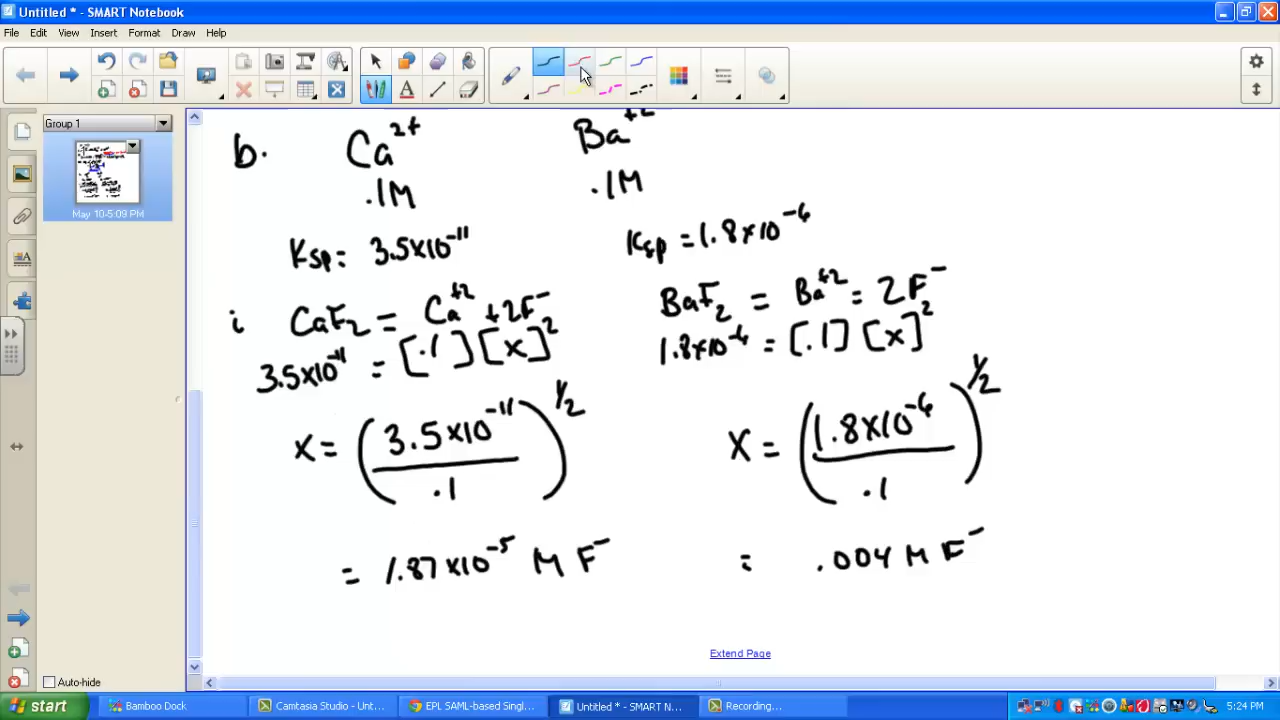 Untitled * - SMART Notebook
File Edit View Insert Format Draw Help
Group 1
May 10-5:09 PM
b. Ca²⁺ Ba⁺²
.1M .1M
Ksp = 3.5x10⁻¹¹ Ksp = 1.8x10⁻⁶
i CaF₂ = Ca⁺² + 2F⁻ BaF₂ = Ba⁺² = 2F⁻
3.5x10⁻¹¹ = [.1] [x]² 1.8x10⁻⁶ = [.1] [x]²
X = (3.5x10⁻¹¹ / .1)^1/2 X = (1.8x10⁻⁶ / .1)^1/2
= 1.87x10⁻⁵ M F⁻ = .004 M F⁻
Extend Page
Auto-hide
start Bamboo Dock Camtasia Studio - Unt... EPL SAML-based Singl... Untitled * - SMART N... Recording... 5:24 PM